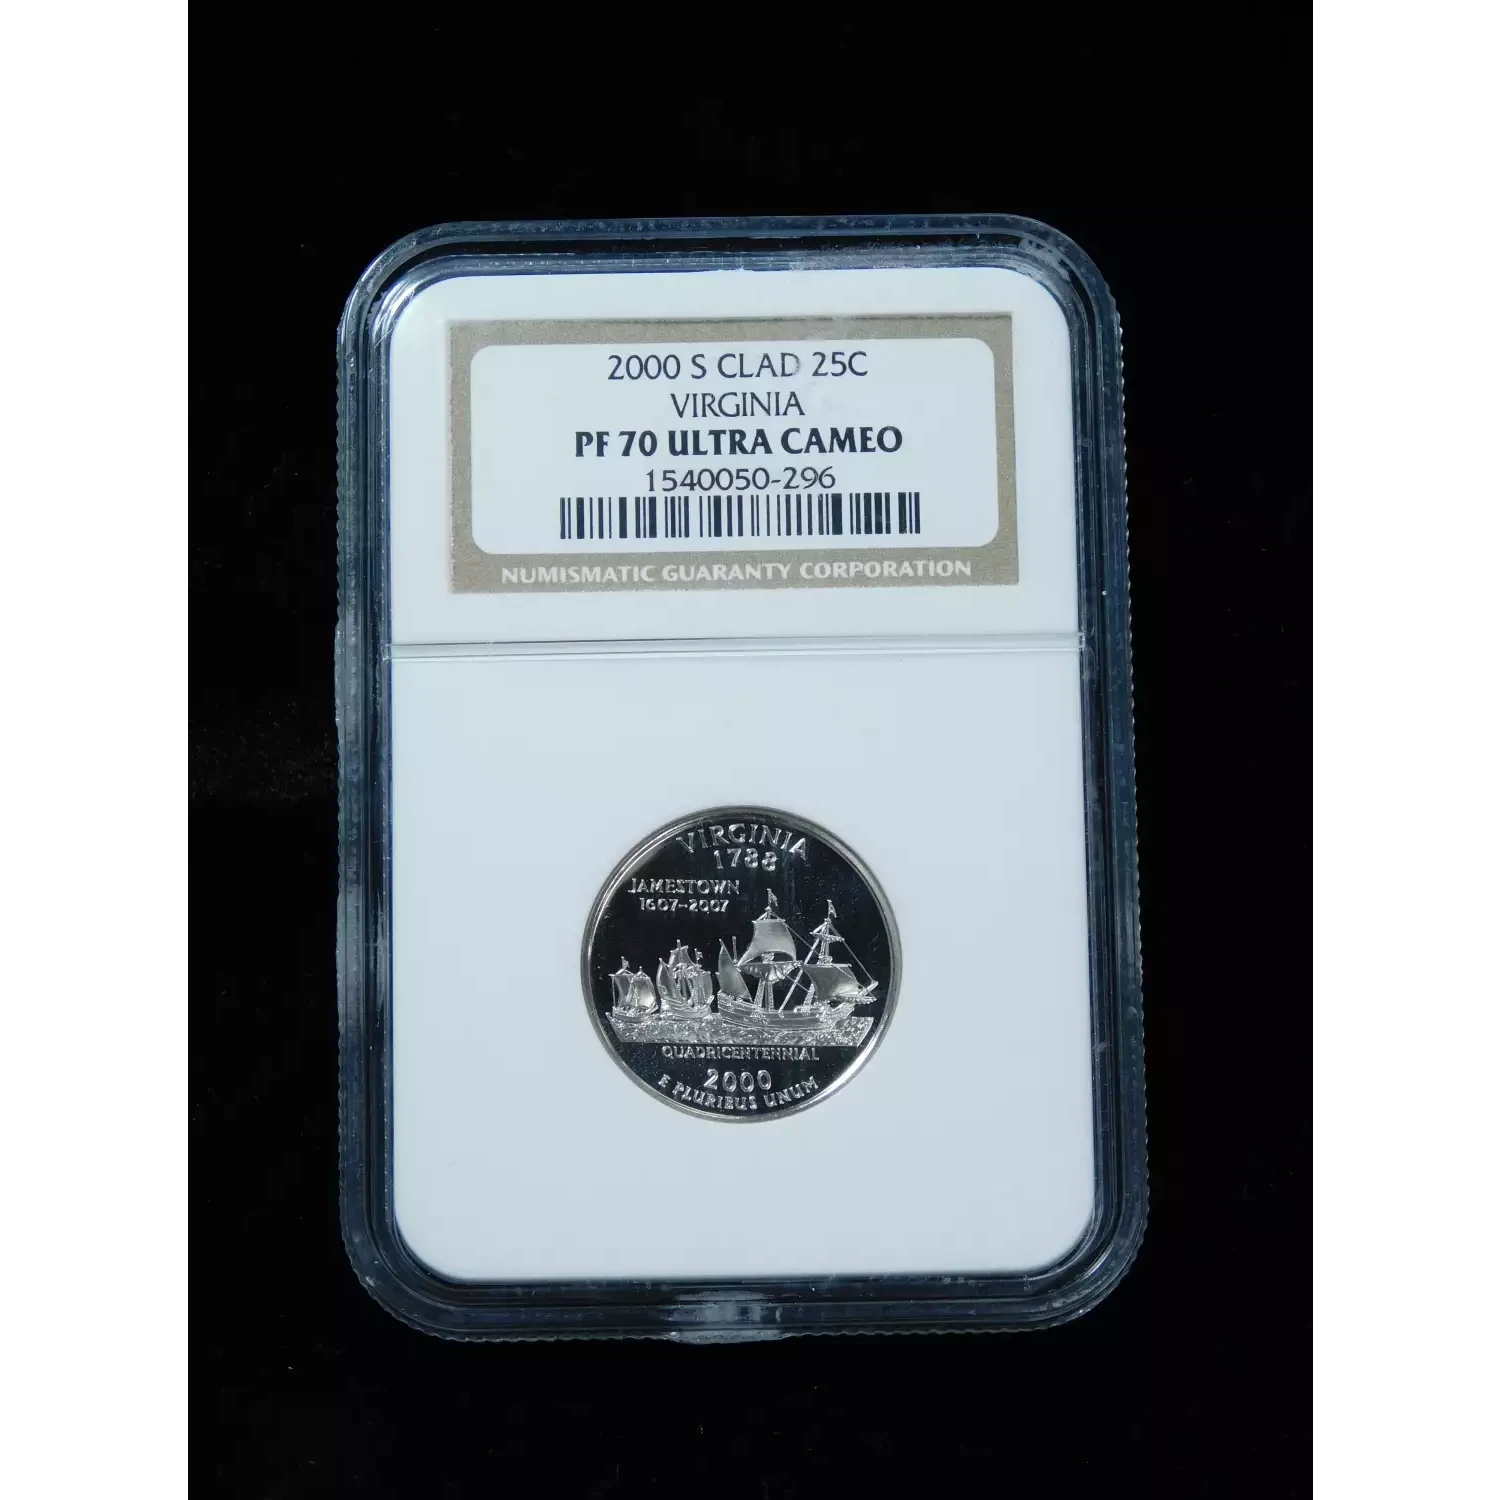 2000 S CLAD 25C
VIRGINIA
PF 70 ULTRA CAMEO
1540050-296
NUMISMATIC GUARANTY CORPORATION
VIRGINIA
1788
JAMESTOWN
1607-2007
QUADRICENTENNIAL
2000
E PLURIBUS UNUM